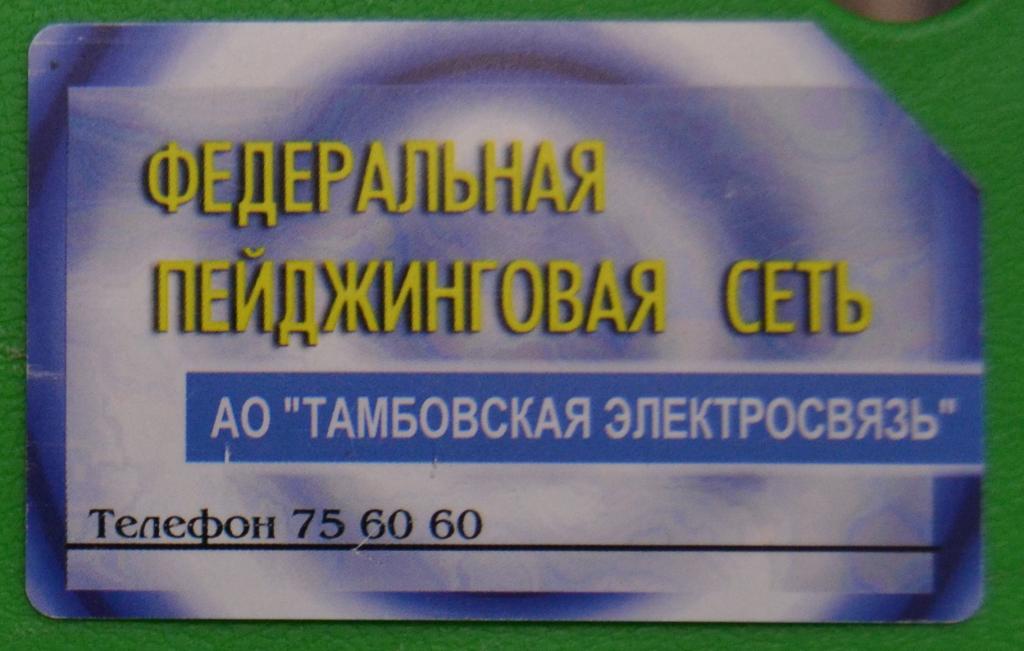 ФЕДЕРАЛЬНАЯ
ПЕЙДЖИНГОВАЯ СЕТЬ
АО "ТАМБОВСКАЯ ЭЛЕКТРОСВЯЗЬ"
Телефон 75 60 60